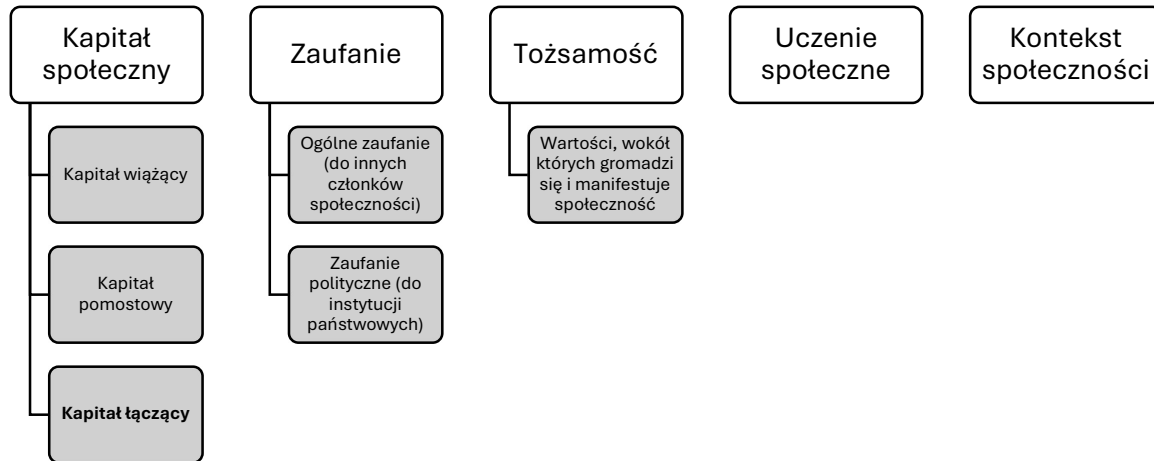 Kapitał
społeczny
Kapitał wiążący
Kapitał
pomostowy
Kapitał łączący
Zaufanie
Ogólne zaufanie
(do innych
członków
społeczności)
Zaufanie
polityczne (do
instytucji
państwowych)
Tożsamość
Wartości, wokół
których gromadzi
się i manifestuje
społeczność
Uczenie
społeczne
Kontekst
społeczności